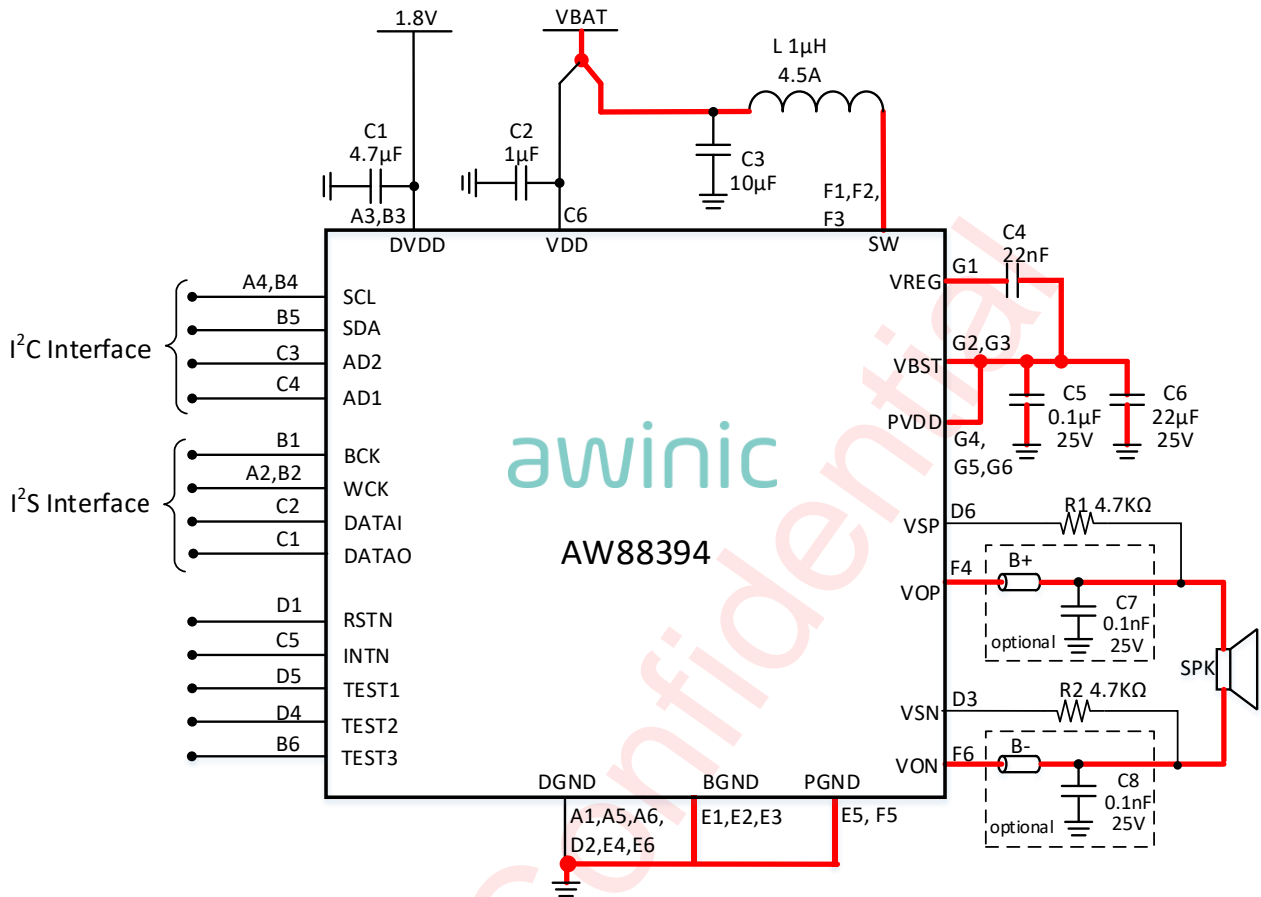 1.8V
VBAT
L 1µH
4.5A
C1
4.7µF
C2
1µF
C3
10µF
A3,B3
C6
F1,F2,
F3
DVDD
VDD
SW
C4
22nF
VREG
G1
VBST
G2,G3
PVDD
G4,
G5,G6
C5
0.1µF
25V
C6
22µF
25V
I²C Interface
A4,B4
SCL
B5
SDA
C3
AD2
C4
AD1
I²S Interface
B1
BCK
A2,B2
WCK
C2
DATAI
C1
DATAO
D1
RSTN
C5
INTN
D5
TEST1
D4
TEST2
B6
TEST3
awinic
AW88394
VSP
D6
R1 4.7KΩ
VOP
F4
B+
C7
0.1nF
25V
optional
SPK
VSN
D3
R2 4.7KΩ
VON
F6
B-
C8
0.1nF
25V
optional
DGND
BGND
PGND
A1,A5,A6,
D2,E4,E6
E1,E2,E3
E5, F5
Confidential